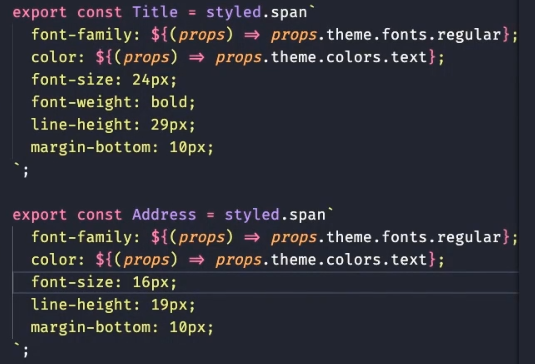 export const Title = styled.span`
font-family: ${(props) => props.theme.fonts.regular};
color: ${(props) => props.theme.colors.text};
font-size: 24px;
font-weight: bold;
line-height: 29px;
margin-bottom: 10px;
`;
export const Address = styled.span`
font-family: ${(props) => props.theme.fonts.regular};
color: ${(props) => props.theme.colors.text};
font-size: 16px;
line-height: 19px;
margin-bottom: 10px;
`;